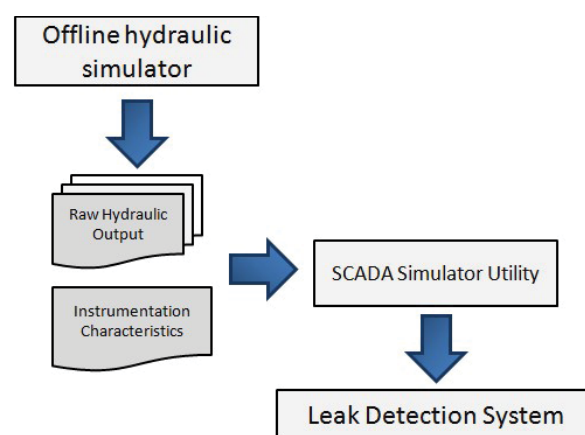 Offline hydraulic
simulator
Raw Hydraulic
Output
Instrumentation
Characteristics
SCADA Simulator Utility
Leak Detection System